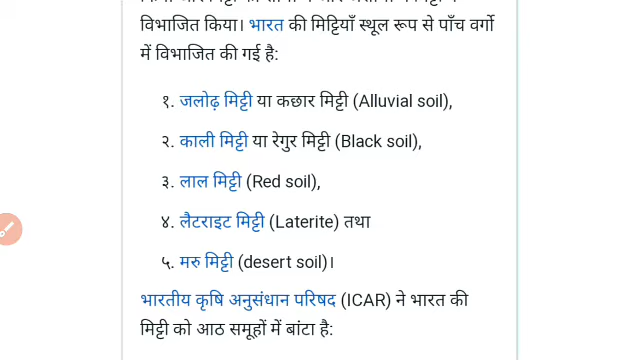 विभाजित किया। भारत की मिट्टियाँ स्थूल रूप से पाँच वर्गो
में विभाजित की गई है:
१. जलोढ़ मिट्टी या कछार मिट्टी (Alluvial soil),
२. काली मिट्टी या रेगुर मिट्टी (Black soil),
३. लाल मिट्टी (Red soil),
४. लैटराइट मिट्टी (Laterite) तथा
५. मरु मिट्टी (desert soil)।
भारतीय कृषि अनुसंधान परिषद (ICAR) ने भारत की
मिट्टी को आठ समूहों में बांटा है: